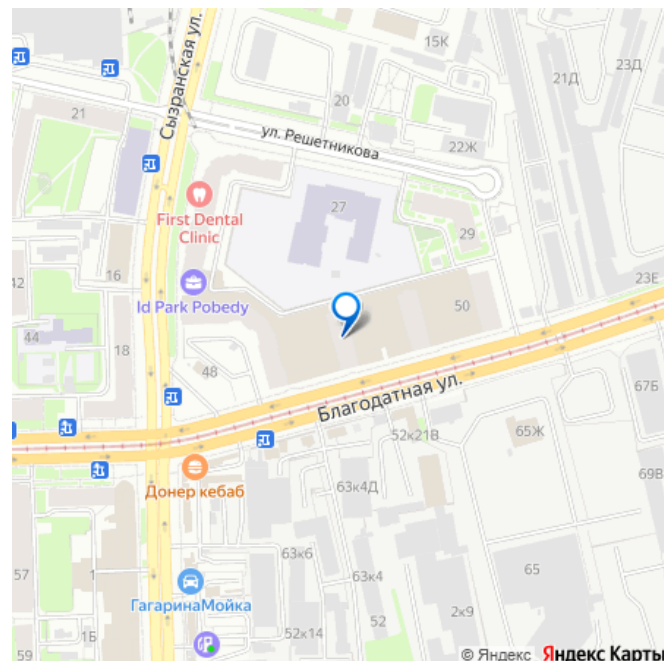 15К
23Д
21Д
Сызранская ул.
20
21
ул. Решетникова
22Ж
27
First Dental
Clinic
29
16
23Е
42
Id Park Pobedy
50
44
18
48
67Б
Благодатная ул.
52к21В
65Ж
Донер кебаб
63к4Д
63к6
57
1
63к4
65
ГагаринаМойка
52
2к9
1Б
52к14
59
© Яндекс Яндекс Карты